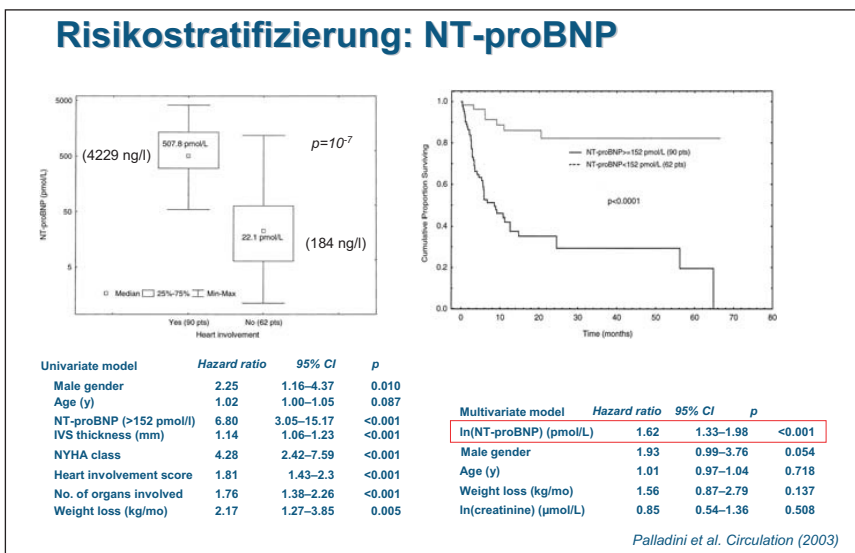 Risikostratifizierung: NT-proBNP
5000
500
50
5
NT-proBNP (pmol/L)
(4229 ng/l)
507.8 pmol/L
p=10-7
22.1 pmol/L
(184 ng/l)
Median 25%-75% Min-Max
Yes (90 pts) No (62 pts)
Heart involvement
1.0
0.8
0.6
0.4
0.2
0.0
Cumulative Proportion Surviving
NT-proBNP>=152 pmol/L (90 pts)
NT-proBNP<152 pmol/L (62 pts)
p<0.0001
0 10 20 30 40 50 60 70 80
Time (months)
Univariate model Hazard ratio 95% CI p
Male gender 2.25 1.16–4.37 0.010
Age (y) 1.02 1.00–1.05 0.087
NT-proBNP (>152 pmol/l) 6.80 3.05–15.17 <0.001
IVS thickness (mm) 1.14 1.06–1.23 <0.001
NYHA class 4.28 2.42–7.59 <0.001
Heart involvement score 1.81 1.43–2.3 <0.001
No. of organs involved 1.76 1.38–2.26 <0.001
Weight loss (kg/mo) 2.17 1.27–3.85 0.005
Multivariate model Hazard ratio 95% CI p
ln(NT-proBNP) (pmol/L) 1.62 1.33–1.98 <0.001
Male gender 1.93 0.99–3.76 0.054
Age (y) 1.01 0.97–1.04 0.718
Weight loss (kg/mo) 1.56 0.87–2.79 0.137
ln(creatinine) (µmol/L) 0.85 0.54–1.36 0.508
Palladini et al. Circulation (2003)